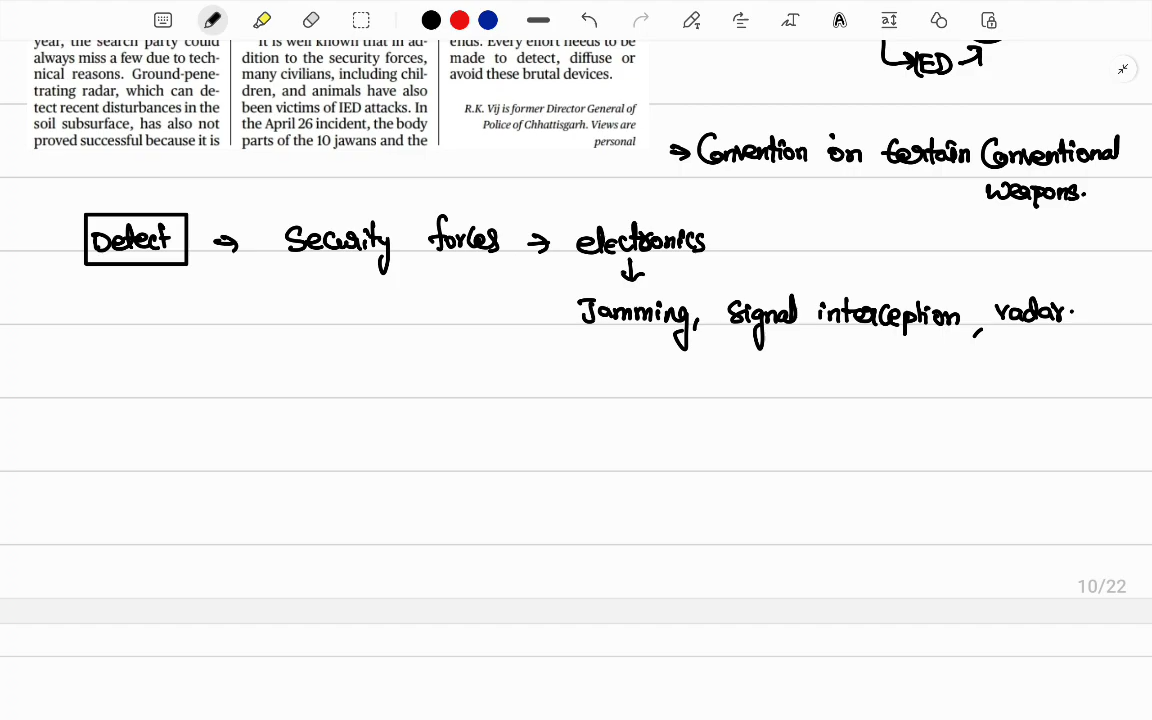 year, the search party could
always miss a few due to tech-
nical reasons. Ground-pene-
trating radar, which can de-
tect recent disturbances in the
soil subsurface, has also not
proved successful because it is
It is well known that in ad-
dition to the security forces,
many civilians, including chil-
dren, and animals have also
been victims of IED attacks. In
the April 26 incident, the body
parts of the 10 jawans and the
ends. Every effort needs to be
made to detect, diffuse or
avoid these brutal devices.
R.K. Vij is former Director General of
Police of Chhattisgarh. Views are
personal
↳ IED →
→ Convention on Certain Conventional
Weapons.
Detect → Security forces → electronics
↓
Jamming, Signal interception, radar.
10/22